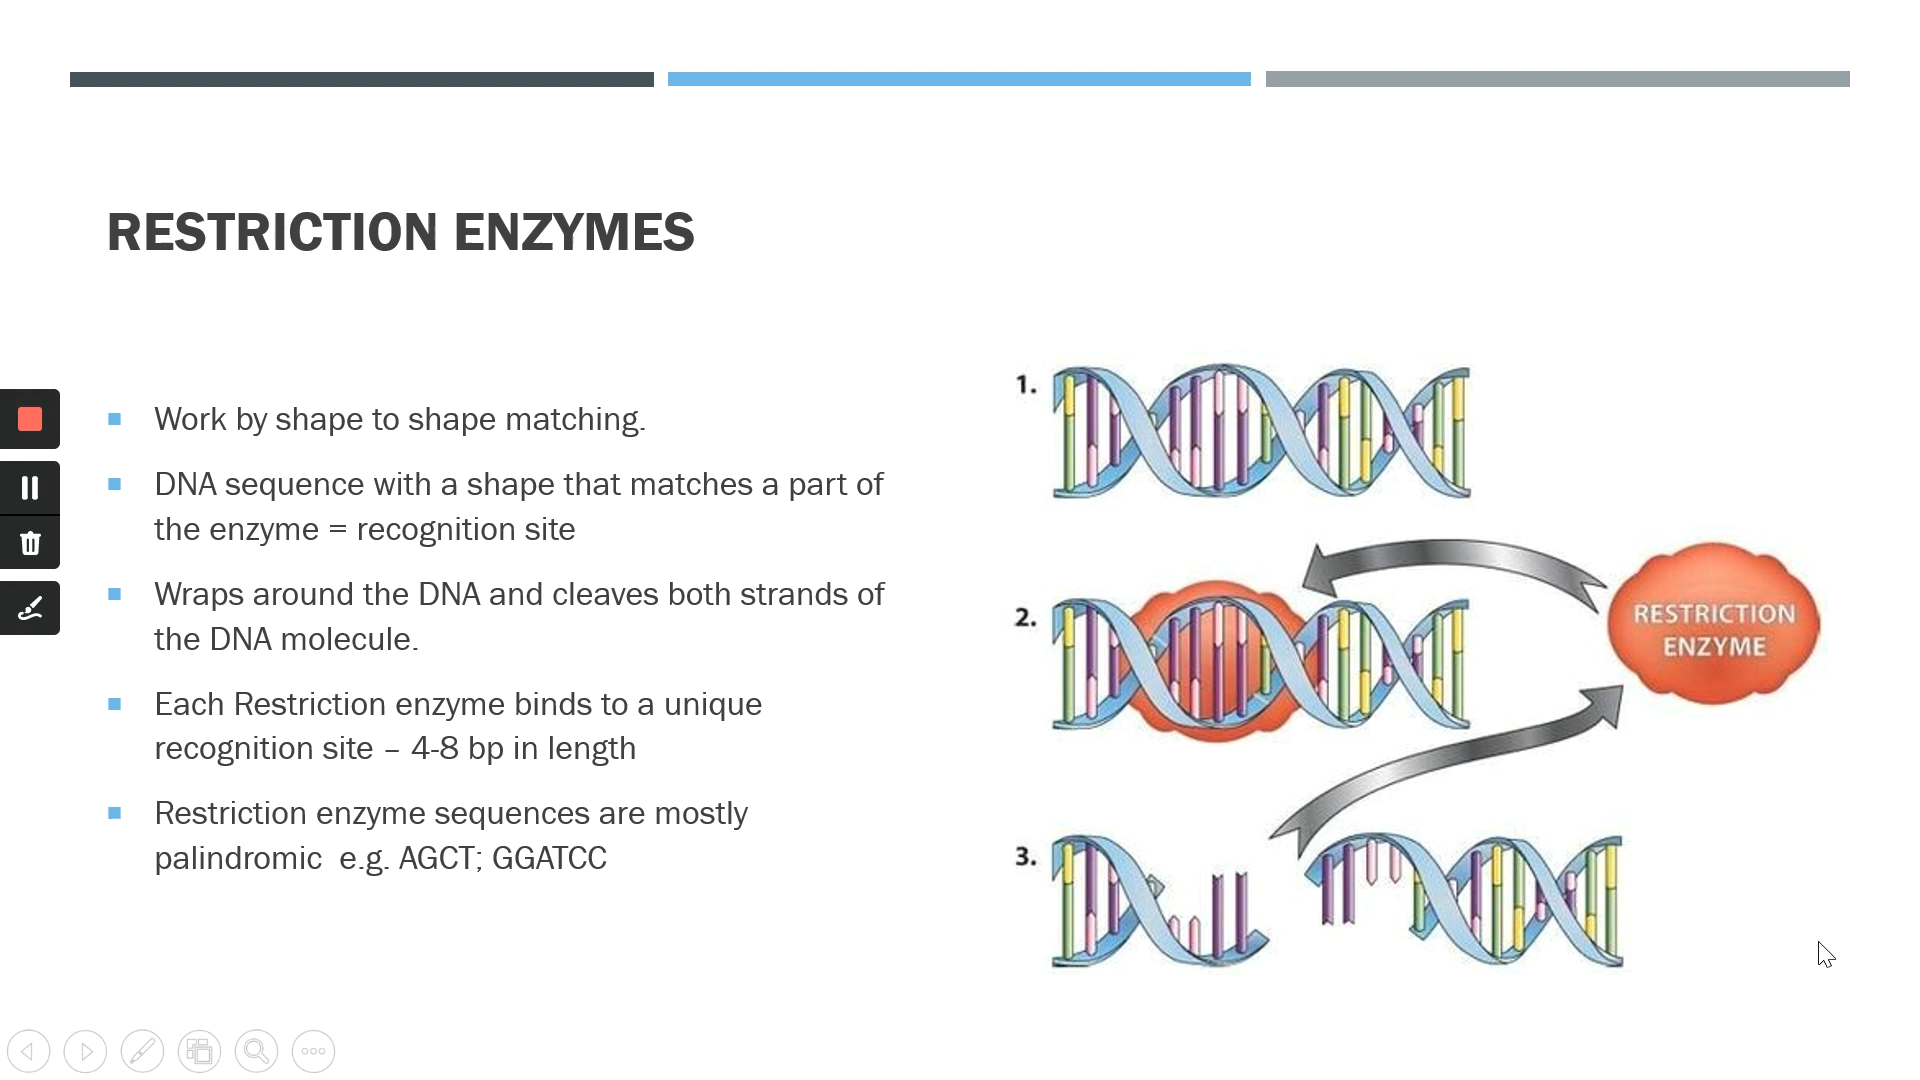 RESTRICTION ENZYMES
Work by shape to shape matching.
DNA sequence with a shape that matches a part of
the enzyme = recognition site
Wraps around the DNA and cleaves both strands of
the DNA molecule.
Each Restriction enzyme binds to a unique
recognition site – 4-8 bp in length
Restriction enzyme sequences are mostly
palindromic  e.g. AGCT; GGATCC
1.
2.
RESTRICTION
ENZYME
3.